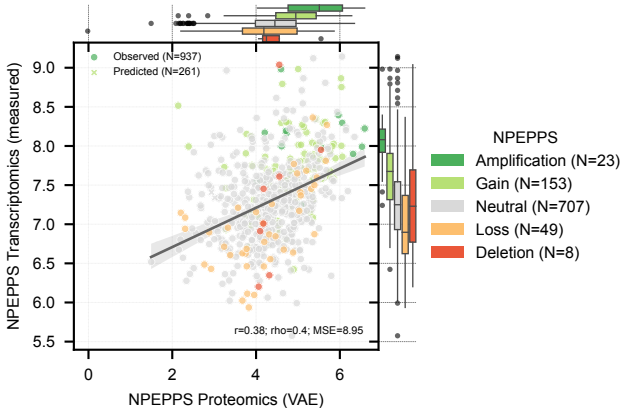 Observed (N=937)
Predicted (N=261)
9.0
8.5
8.0
7.5
7.0
6.5
6.0
5.5
NPEPPS Transcriptomics (measured)
r=0.38; rho=0.4; MSE=8.95
0 2 4 6
NPEPPS Proteomics (VAE)
NPEPPS
Amplification (N=23)
Gain (N=153)
Neutral (N=707)
Loss (N=49)
Deletion (N=8)